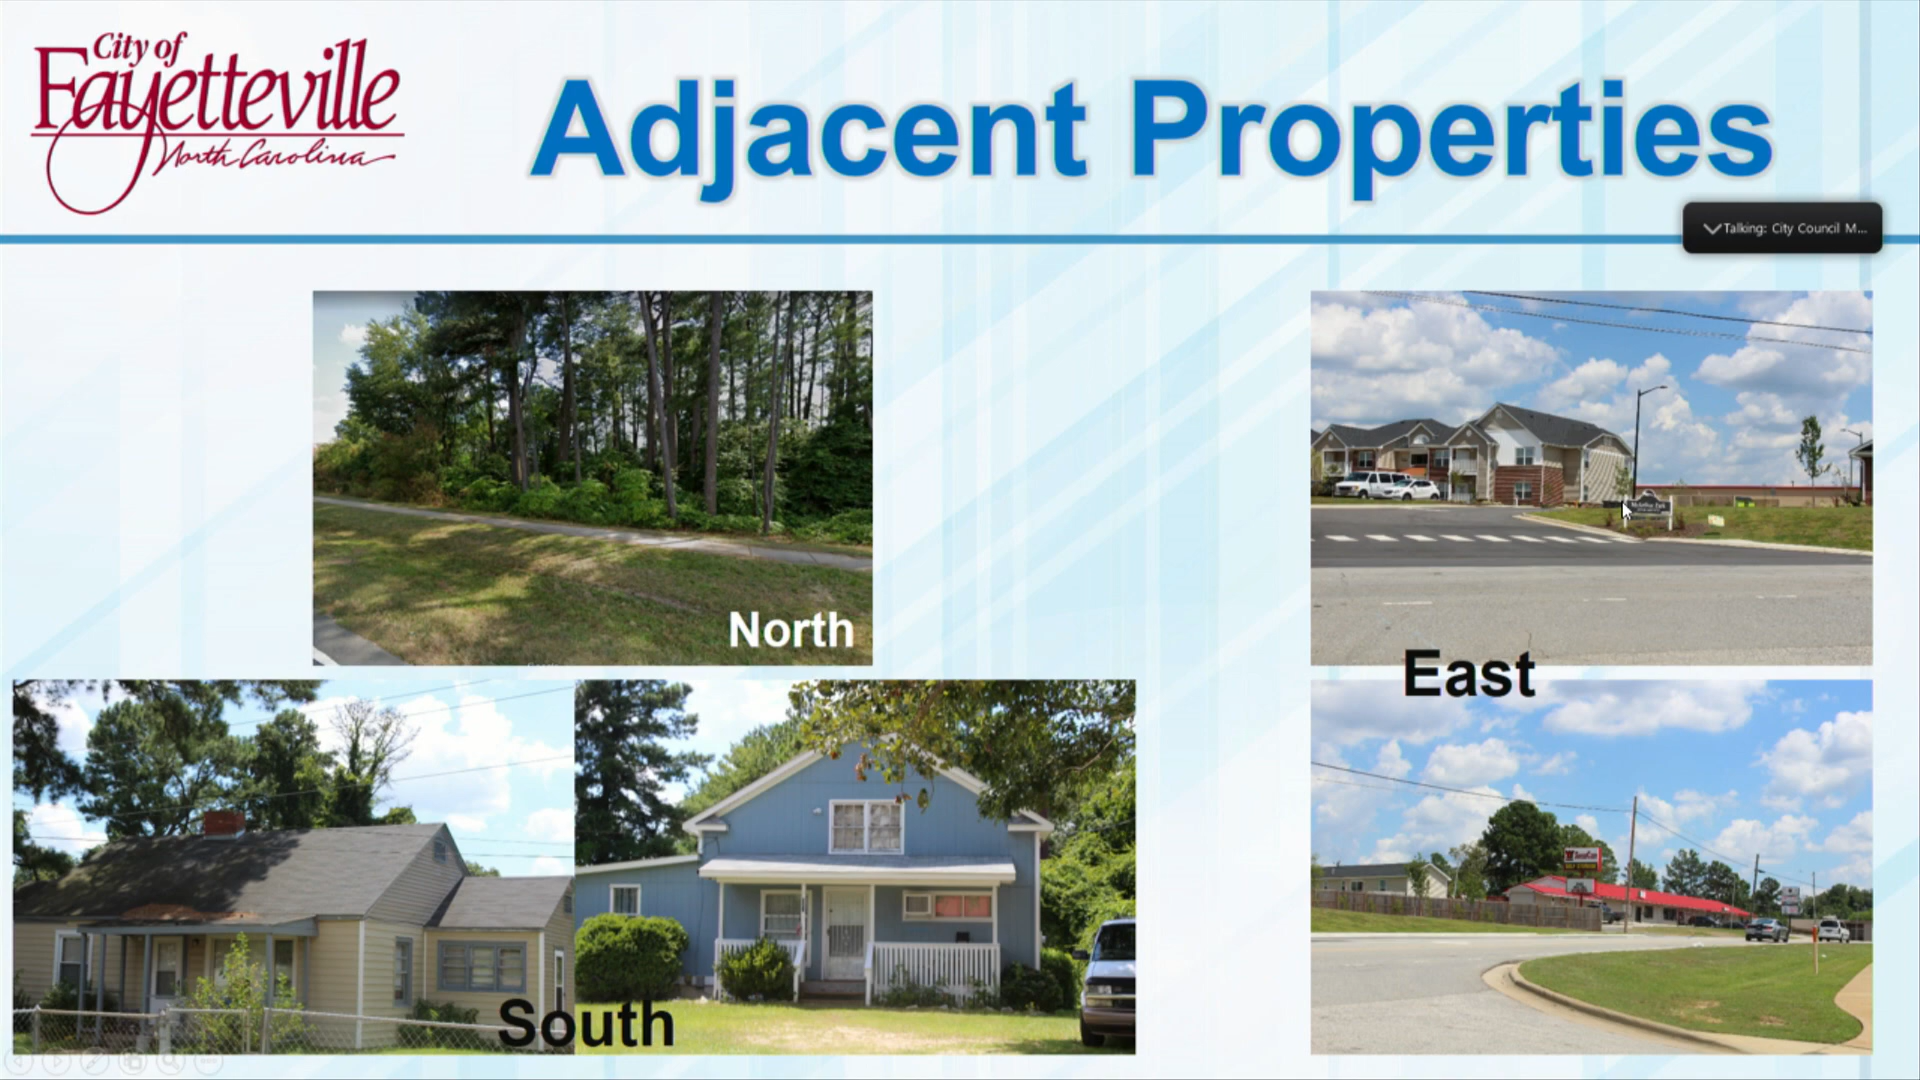 City of
Fayetteville
North Carolina
Adjacent Properties
Talking: City Council M...
North
East
South